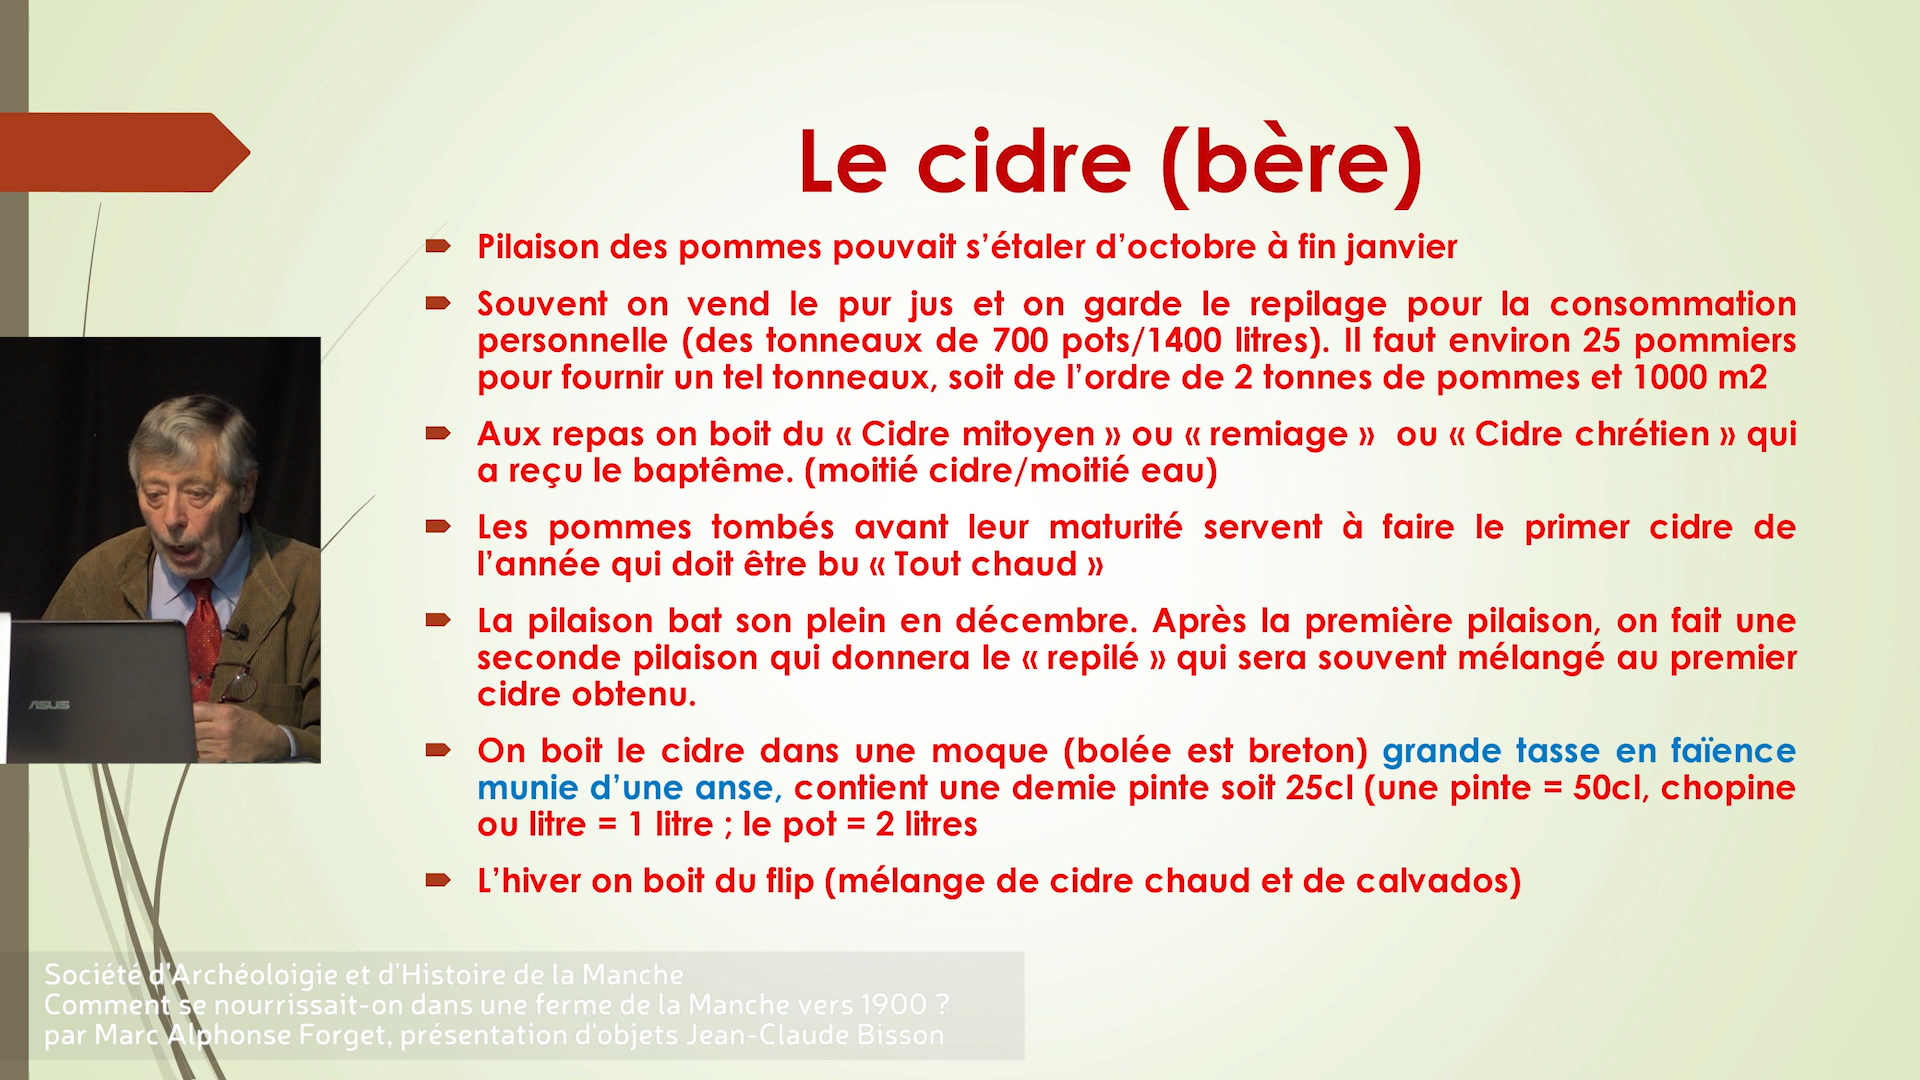 Le cidre (bère)
Pilaison des pommes pouvait s’étaler d’octobre à fin janvier
Souvent on vend le pur jus et on garde le repilage pour la consommation
personnelle (des tonneaux de 700 pots/1400 litres). Il faut environ 25 pommiers
pour fournir un tel tonneaux, soit de l’ordre de 2 tonnes de pommes et 1000 m2
Aux repas on boit du « Cidre mitoyen » ou « remiage » ou « Cidre chrétien » qui
a reçu le baptême. (moitié cidre/moitié eau)
Les pommes tombés avant leur maturité servent à faire le primer cidre de
l’année qui doit être bu « Tout chaud »
La pilaison bat son plein en décembre. Après la première pilaison, on fait une
seconde pilaison qui donnera le « repilé » qui sera souvent mélangé au premier
cidre obtenu.
On boit le cidre dans une moque (bolée est breton) grande tasse en faïence
munie d’une anse, contient une demie pinte soit 25cl (une pinte = 50cl, chopine
ou litre = 1 litre ; le pot = 2 litres
L’hiver on boit du flip (mélange de cidre chaud et de calvados)
ASUS
Société d'Archéoloigie et d'Histoire de la Manche
Comment se nourrissait-on dans une ferme de la Manche vers 1900 ?
par Marc Alphonse Forget, présentation d'objets Jean-Claude Bisson